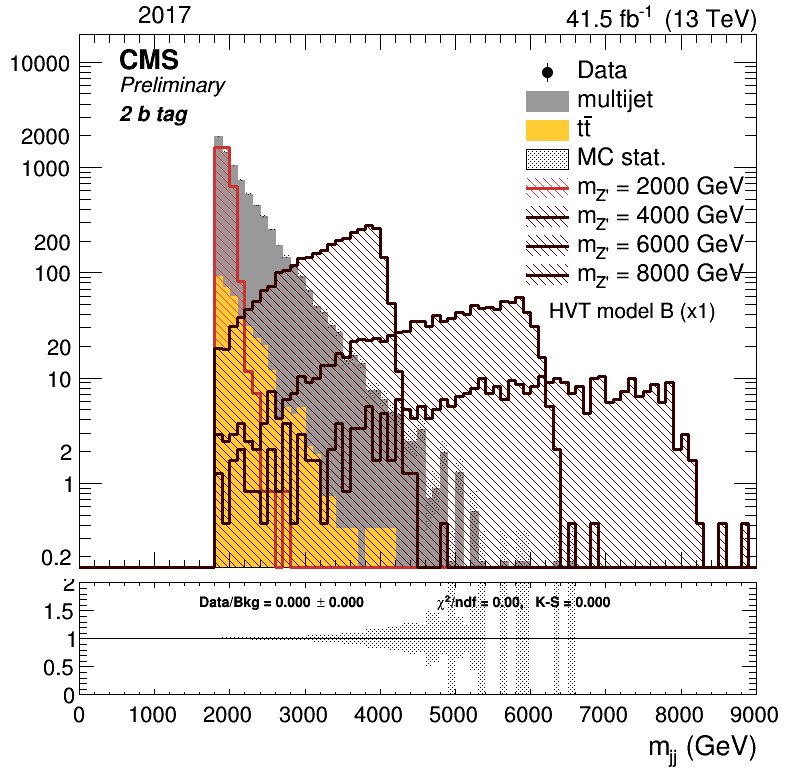 2017 41.5 fb⁻¹ (13 TeV)
CMS
Preliminary
2 b tag
Data
multijet
tt̄
MC stat.
m_Z' = 2000 GeV
m_Z' = 4000 GeV
m_Z' = 6000 GeV
m_Z' = 8000 GeV
HVT model B (x1)
10000
2000
1000
200
100
20
10
2
1
0.2
Data/Bkg = 0.000 ± 0.000 χ²/ndf = 0.00, K-S = 0.000
2
1.5
1
0.5
0
0 1000 2000 3000 4000 5000 6000 7000 8000 9000
m_jj (GeV)